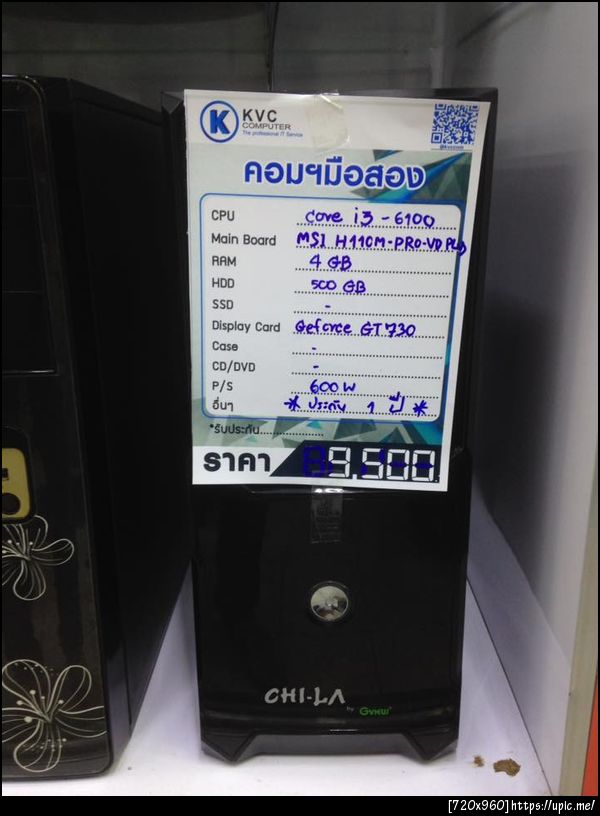 KVC
COMPUTER
The professional IT Service
คอมฯมือสอง
CPU core i3 - 6100
Main Board MSI H110M-PRO-VD PLUS
RAM 4 GB
HDD 500 GB
SSD -
Display Card Geforce GT 730
Case -
CD/DVD -
P/S 600W
อื่นๆ * ประกัน 1 ปี *
*รับประกัน
ราคา 9,500.
CHI-LA
by Gview
[720x960]https://upic.me/